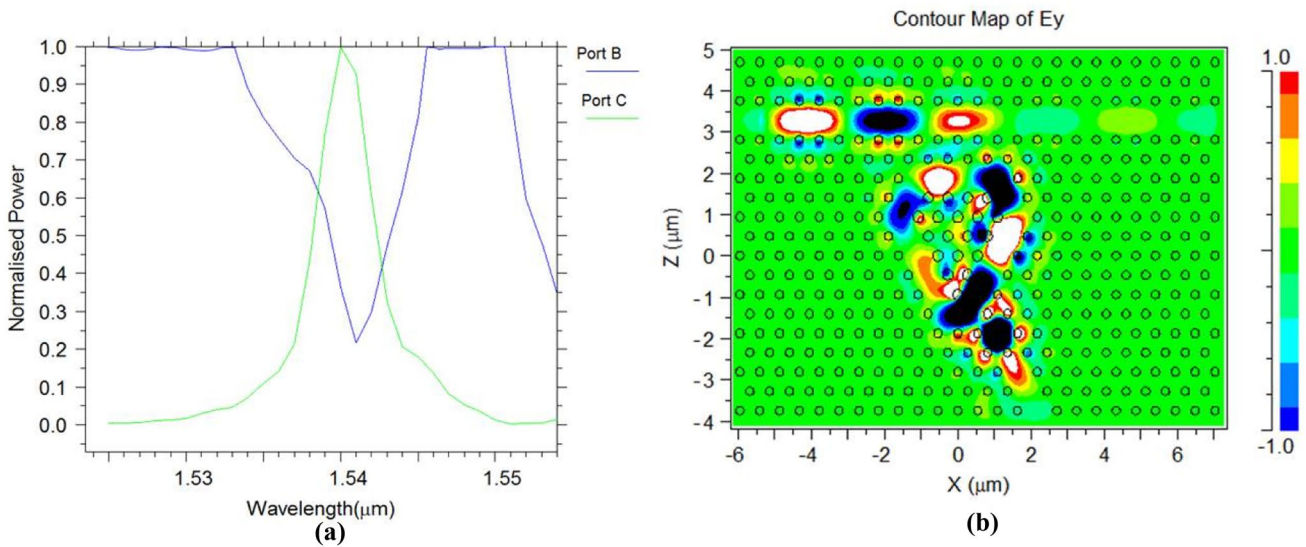 Normalised Power
1.0
0.9
0.8
0.7
0.6
0.5
0.4
0.3
0.2
0.1
0.0
1.53 1.54 1.55
Wavelength(μm)
(a)
Port B
Port C
Contour Map of Ey
Z (μm)
5
4
3
2
1
0
-1
-2
-3
-4
-6 -4 -2 0 2 4 6
X (μm)
(b)
1.0
-1.0